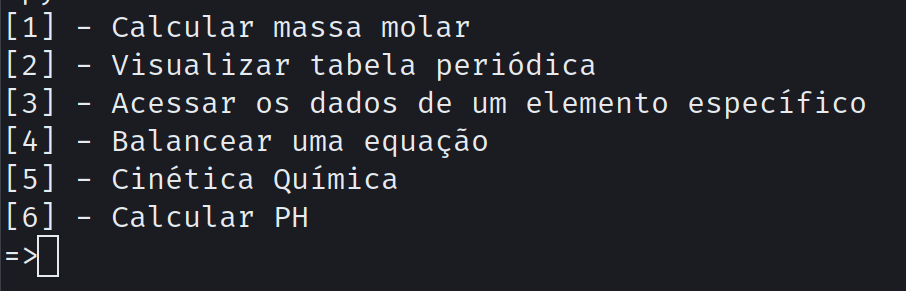 [1] - Calcular massa molar
[2] - Visualizar tabela periódica
[3] - Acessar os dados de um elemento específico
[4] - Balancear uma equação
[5] - Cinética Química
[6] - Calcular PH
=>